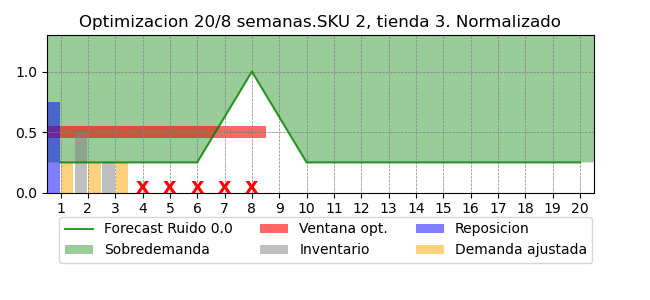 Optimizacion 20/8 semanas.SKU 2, tienda 3. Normalizado
1.0
0.5
0.0
X X X X X
1 2 3 4 5 6 7 8 9 10 11 12 13 14 15 16 17 18 19 20
Forecast Ruido 0.0 Ventana opt. Reposicion
Sobredemanda Inventario Demanda ajustada